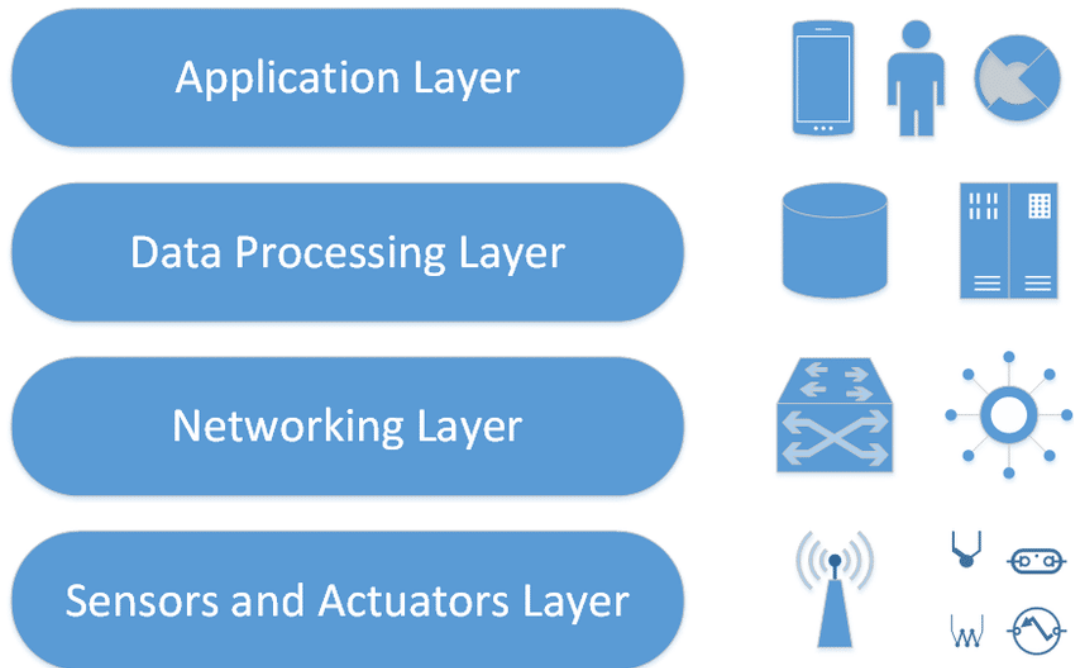 Application Layer
Data Processing Layer
Networking Layer
Sensors and Actuators Layer